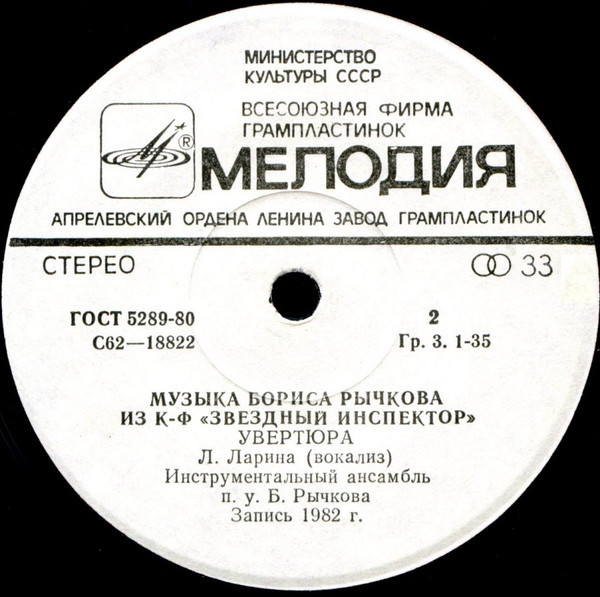 МИНИСТЕРСТВО
КУЛЬТУРЫ СССР
ВСЕСОЮЗНАЯ ФИРМА
ГРАМПЛАСТИНОК
® МЕЛОДИЯ
АПРЕЛЕВСКИЙ ОРДЕНА ЛЕНИНА ЗАВОД ГРАМПЛАСТИНОК
СТЕРЕО 33
ГОСТ 5289-80 2
С62—18822 Гр. 3. 1-35
МУЗЫКА БОРИСА РЫЧКОВА
ИЗ К-Ф «ЗВЕЗДНЫЙ ИНСПЕКТОР»
УВЕРТЮРА
Л. Ларина (вокализ)
Инструментальный ансамбль
п. у. Б. Рычкова
Запись 1982 г.